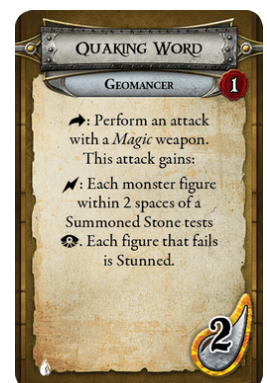 QUAKING WORD
GEOMANCER
1
: Perform an attack
with a Magic weapon.
This attack gains:
: Each monster figure
within 2 spaces of a
Summoned Stone tests
. Each figure that fails
is Stunned.
2